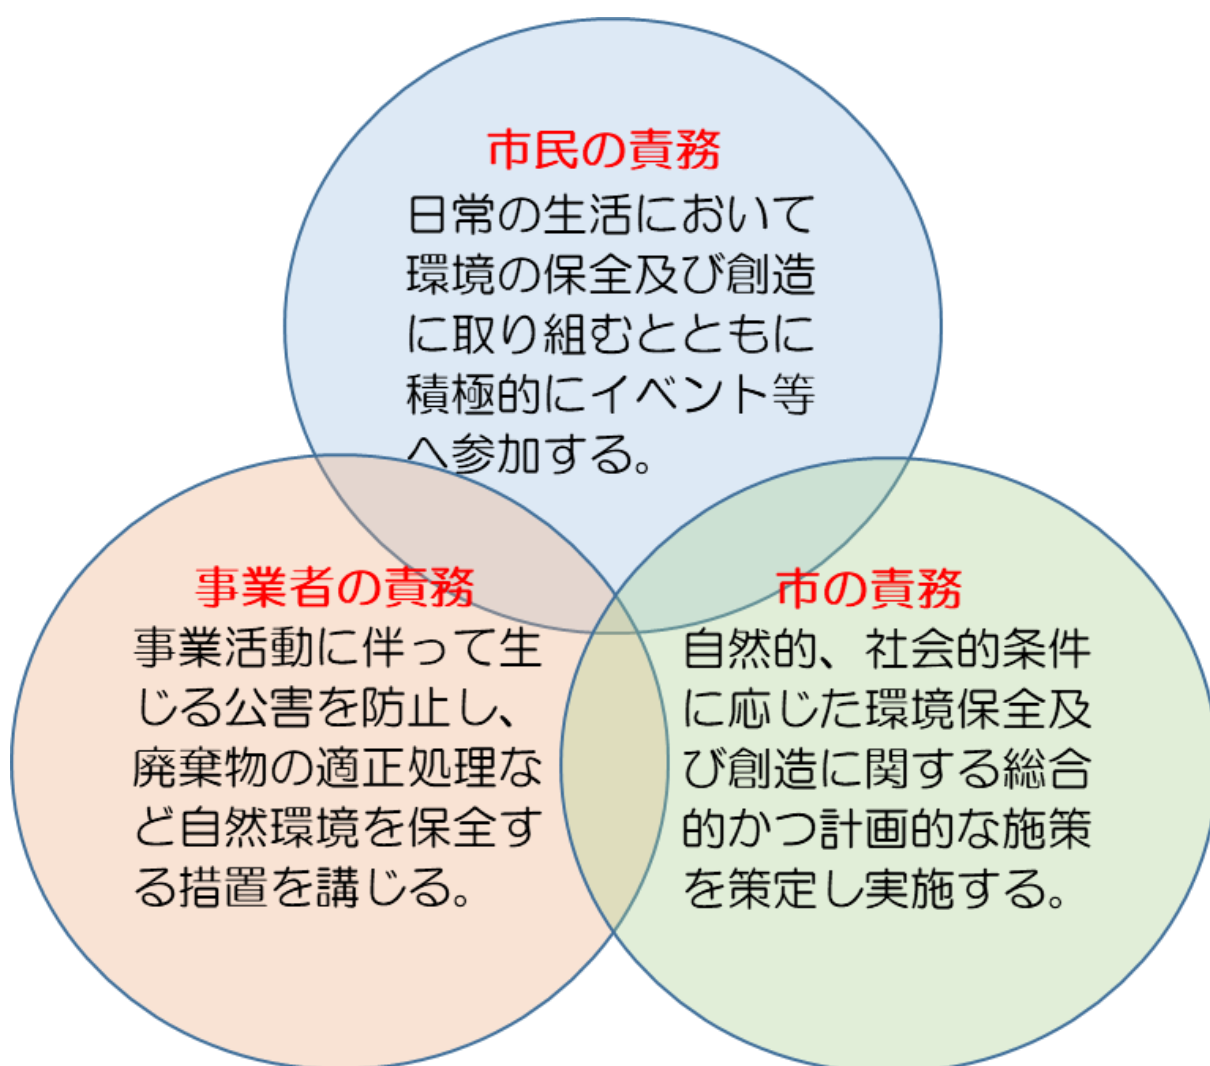 市民の責務
日常の生活において
環境の保全及び創造
に取り組むとともに
積極的にイベント等
へ参加する。
事業者の責務
事業活動に伴って生
じる公害を防止し、
廃棄物の適正処理な
ど自然環境を保全す
る措置を講じる。
市の責務
自然的、社会的条件
に応じた環境保全及
び創造に関する総合
的かつ計画的な施策
を策定し実施する。